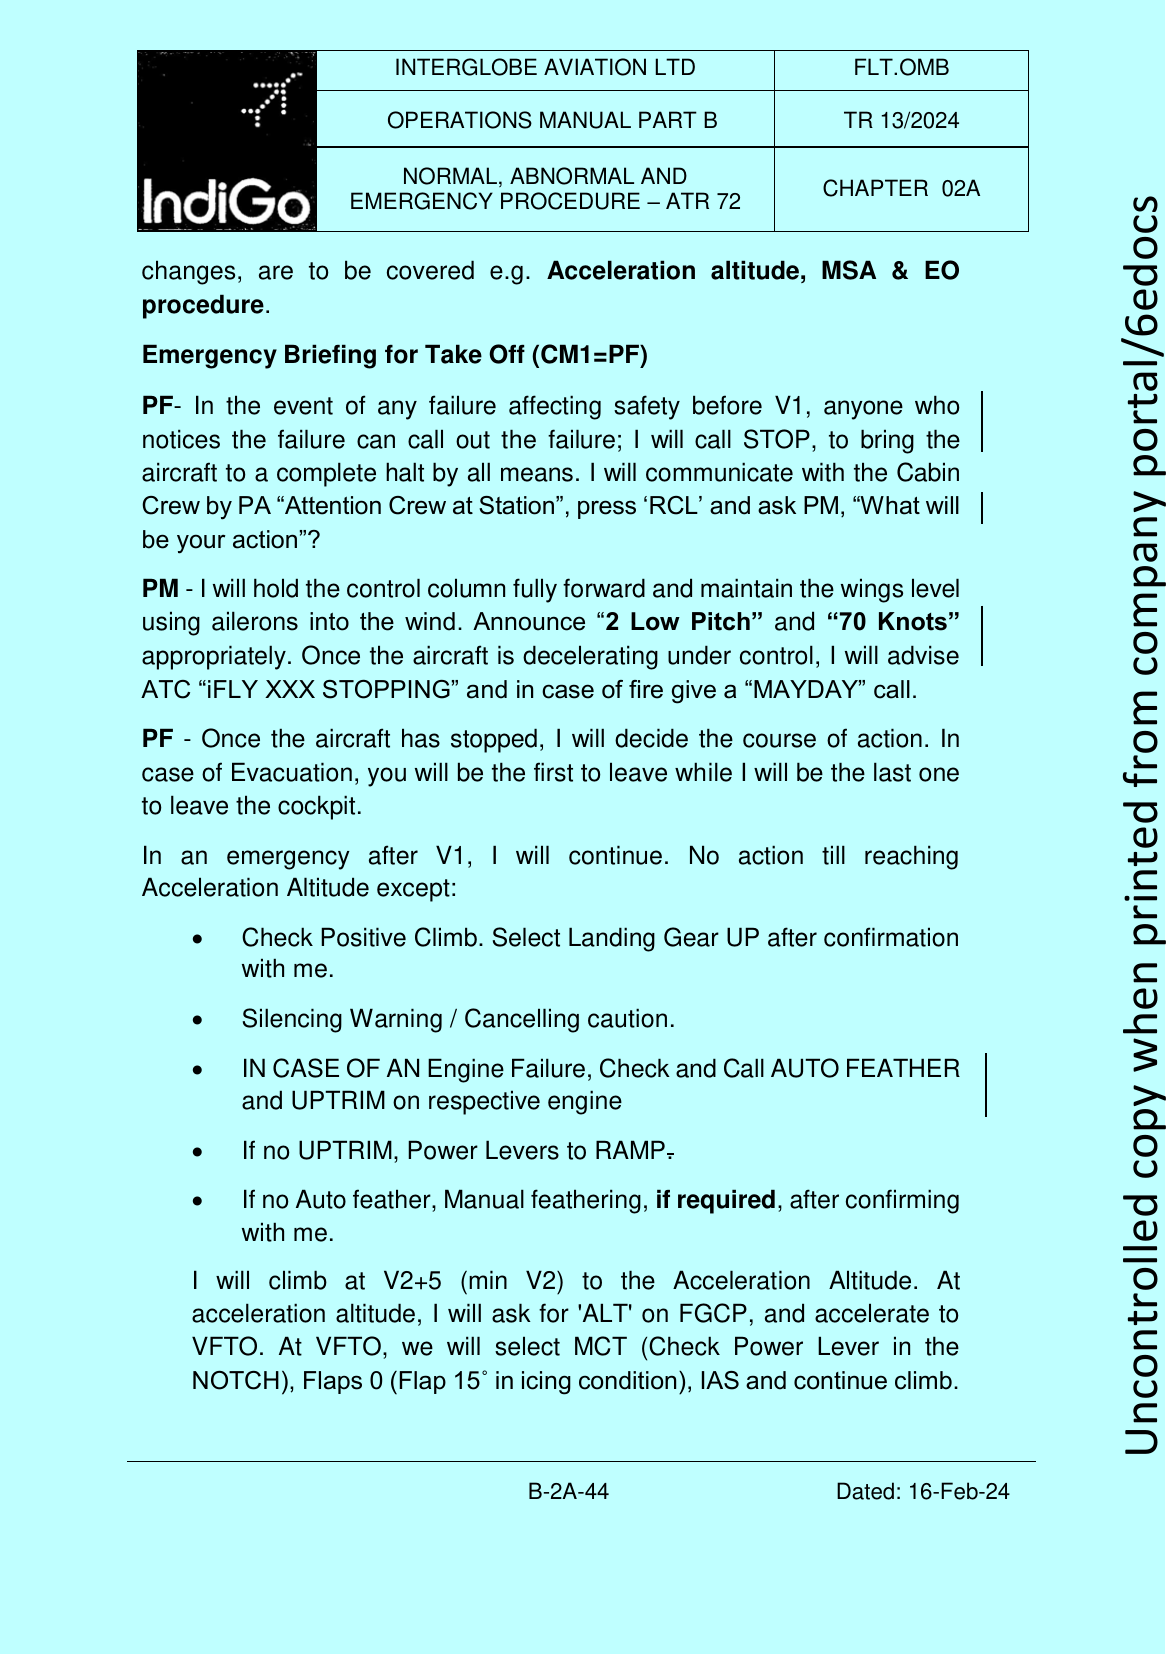 IndiGo
INTERGLOBE AVIATION LTD
FLT.OMB
OPERATIONS MANUAL PART B
TR 13/2024
NORMAL, ABNORMAL AND
EMERGENCY PROCEDURE – ATR 72
CHAPTER 02A
changes, are to be covered e.g. Acceleration altitude, MSA & EO
procedure.
Emergency Briefing for Take Off (CM1=PF)
PF- In the event of any failure affecting safety before V1, anyone who
notices the failure can call out the failure; I will call STOP, to bring the
aircraft to a complete halt by all means. I will communicate with the Cabin
Crew by PA “Attention Crew at Station”, press ‘RCL’ and ask PM, “What will
be your action”?
PM - I will hold the control column fully forward and maintain the wings level
using ailerons into the wind. Announce “2 Low Pitch” and “70 Knots”
appropriately. Once the aircraft is decelerating under control, I will advise
ATC “iFLY XXX STOPPING” and in case of fire give a “MAYDAY” call.
PF - Once the aircraft has stopped, I will decide the course of action. In
case of Evacuation, you will be the first to leave while I will be the last one
to leave the cockpit.
In an emergency after V1, I will continue. No action till reaching
Acceleration Altitude except:
• Check Positive Climb. Select Landing Gear UP after confirmation
with me.
• Silencing Warning / Cancelling caution.
• IN CASE OF AN Engine Failure, Check and Call AUTO FEATHER
and UPTRIM on respective engine
• If no UPTRIM, Power Levers to RAMP.
• If no Auto feather, Manual feathering, if required, after confirming
with me.
I will climb at V2+5 (min V2) to the Acceleration Altitude. At
acceleration altitude, I will ask for 'ALT' on FGCP, and accelerate to
VFTO. At VFTO, we will select MCT (Check Power Lever in the
NOTCH), Flaps 0 (Flap 15˚ in icing condition), IAS and continue climb.
B-2A-44
Dated: 16-Feb-24
Uncontrolled copy when printed from company portal/6edocs